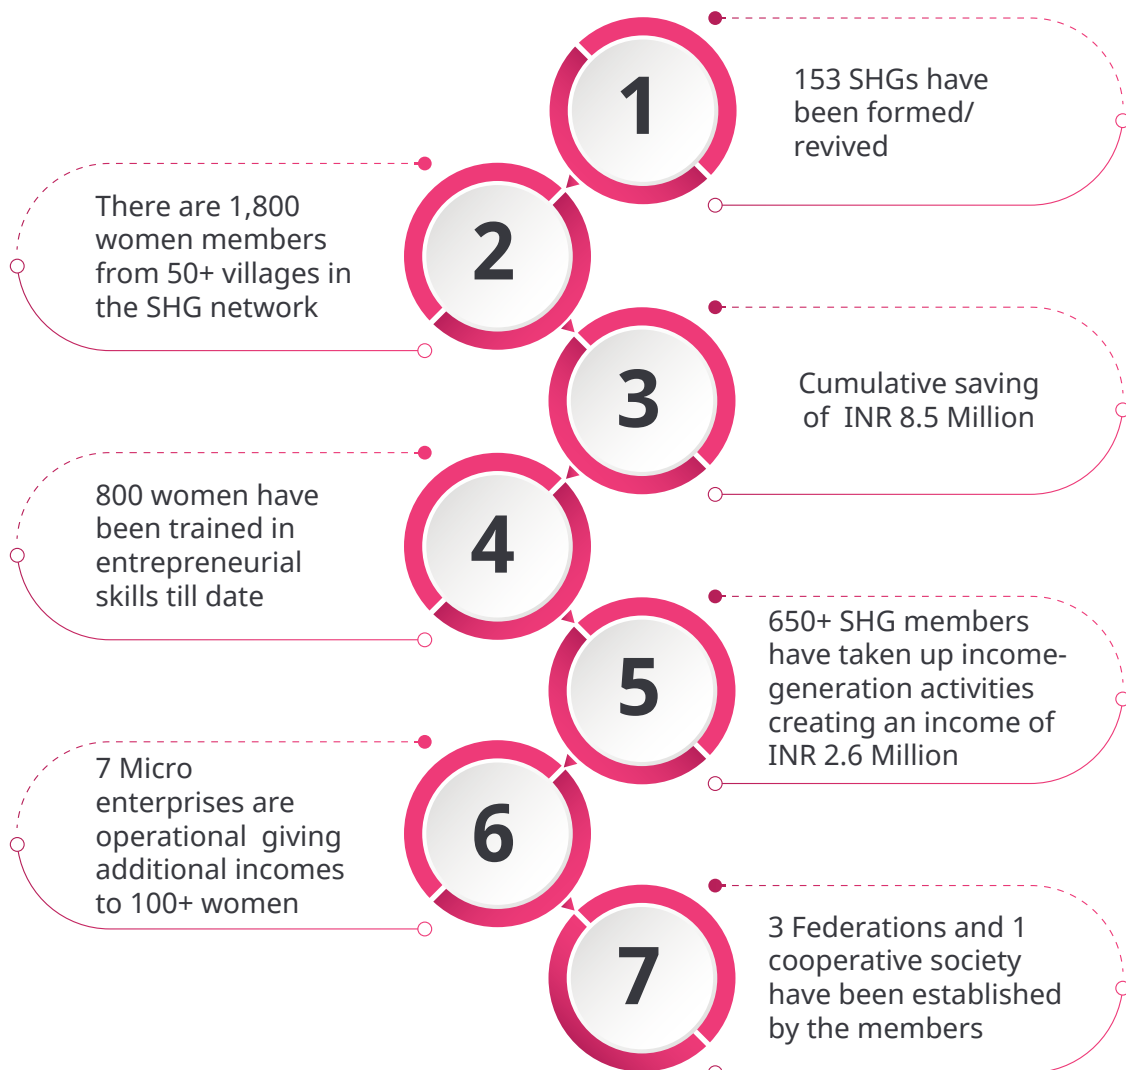 1
153 SHGs have
been formed/
revived
2
There are 1,800
women members
from 50+ villages in
the SHG network
3
Cumulative saving
of  INR 8.5 Million
4
800 women have
been trained in
entrepreneurial
skills till date
5
650+ SHG members
have taken up income-
generation activities
creating an income of
INR 2.6 Million
6
7 Micro
enterprises are
operational  giving
additional incomes
to 100+ women
7
3 Federations and 1
cooperative society
have been established
by the members